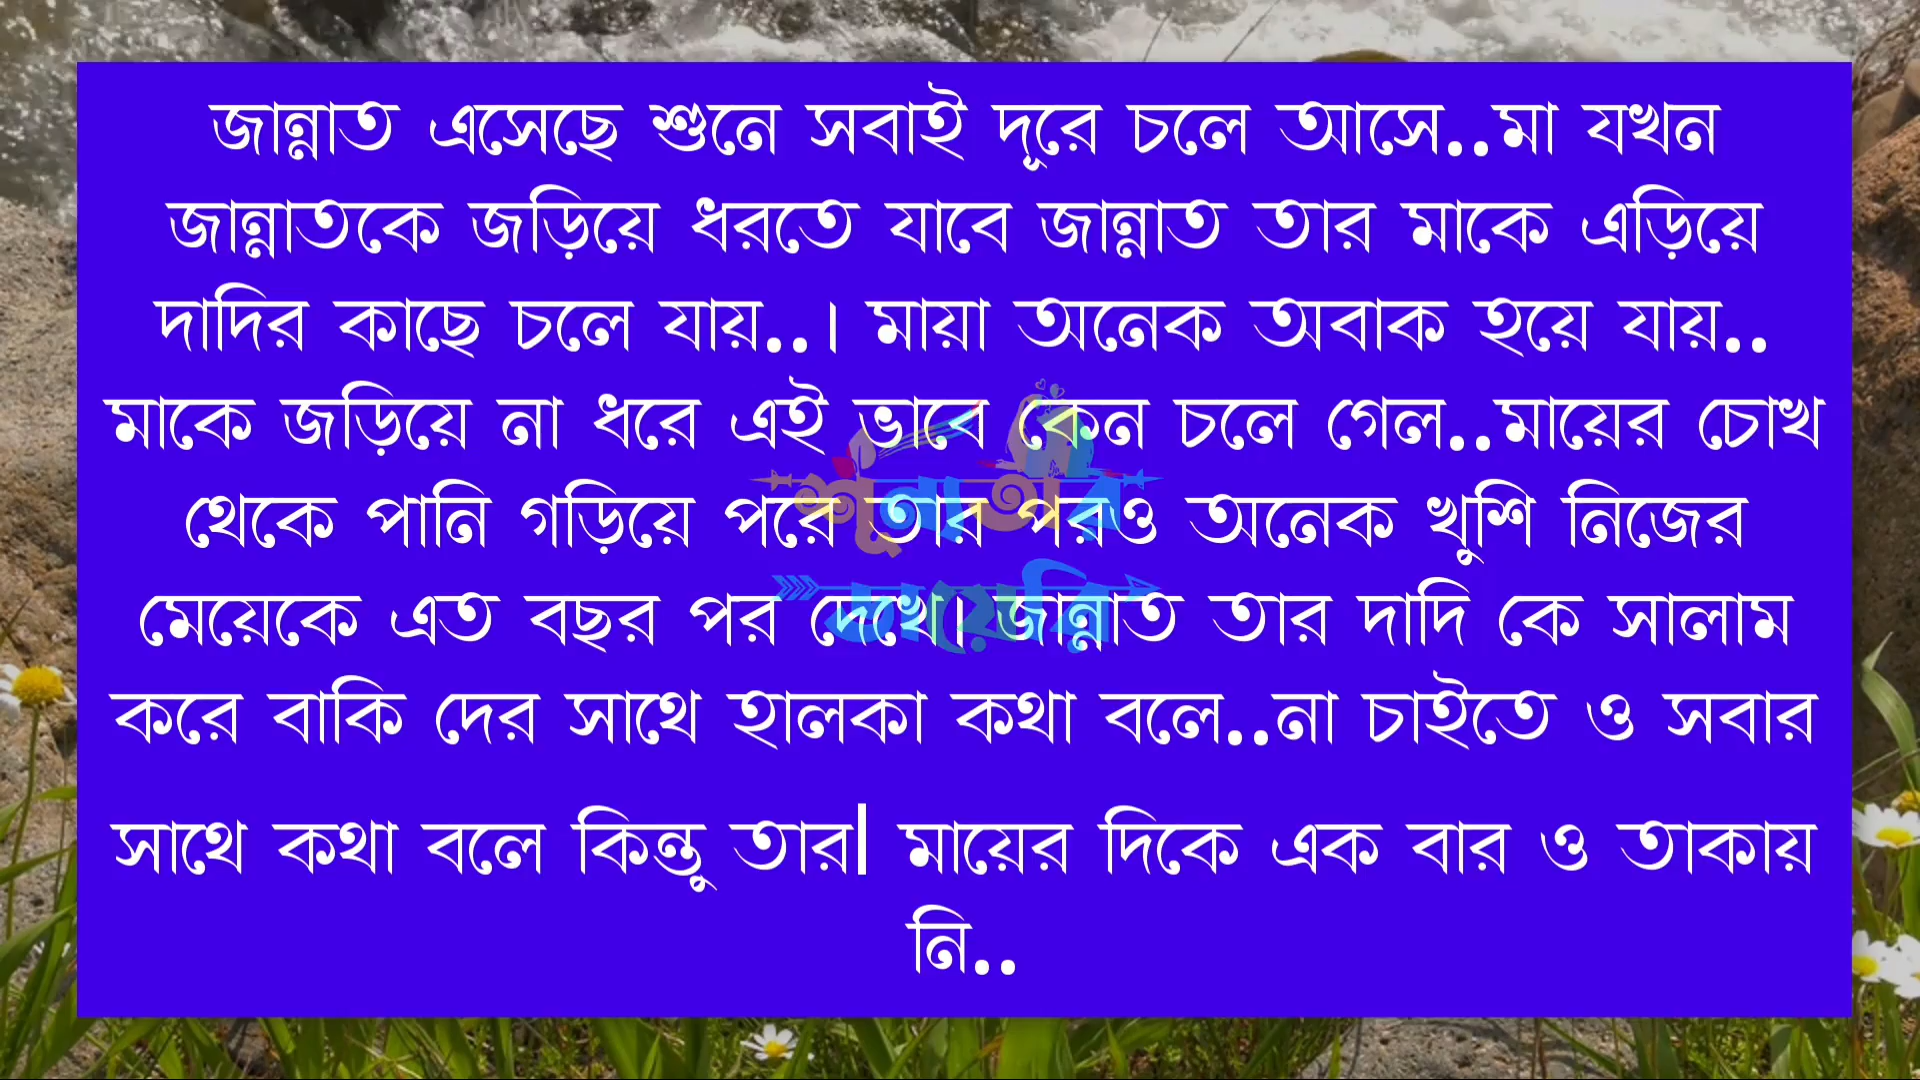 জান্নাত এসেছে শুনে সবাই দূরে চলে আসে..মা যখন
জান্নাতকে জড়িয়ে ধরতে যাবে জান্নাত তার মাকে এড়িয়ে
দাদির কাছে চলে যায়..। মায়া অনেক অবাক হয়ে যায়..
মাকে জড়িয়ে না ধরে এই ভাবে কেন চলে গেল..মায়ের চোখ
থেকে পানি গড়িয়ে পরে তার পরও অনেক খুশি নিজের
মেয়েকে এত বছর পর দেখে। জান্নাত তার দাদি কে সালাম
করে বাকি দের সাথে হালকা কথা বলে..না চাইতে ও সবার
সাথে কথা বলে কিন্তু তার| মায়ের দিকে এক বার ও তাকায়
নি..